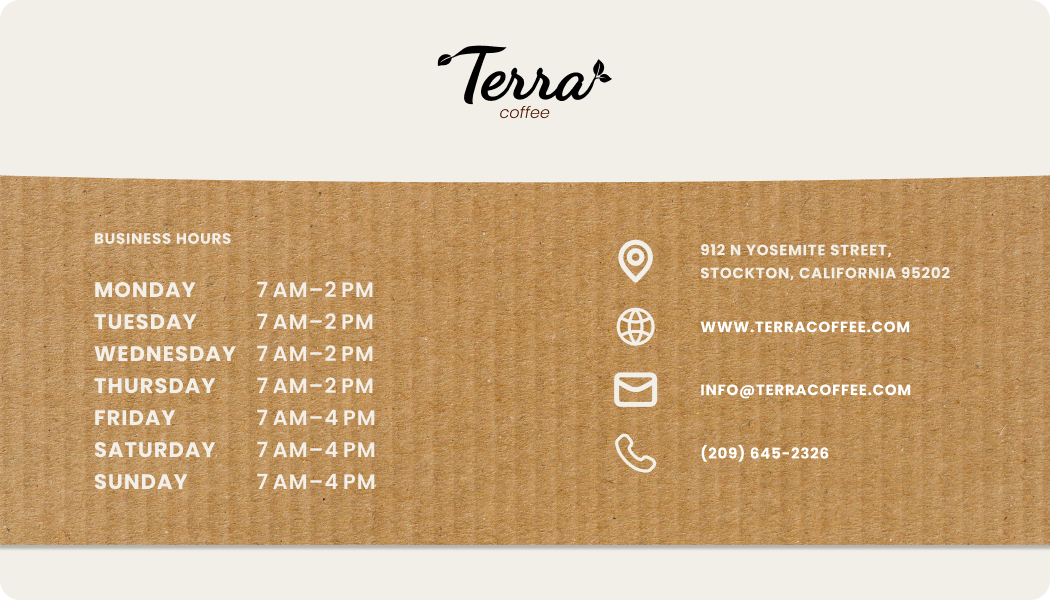 Terra
coffee
BUSINESS HOURS
MONDAY 7 AM–2 PM
TUESDAY 7 AM–2 PM
WEDNESDAY 7 AM–2 PM
THURSDAY 7 AM–2 PM
FRIDAY 7 AM–4 PM
SATURDAY 7 AM–4 PM
SUNDAY 7 AM–4 PM
912 N YOSEMITE STREET,
STOCKTON, CALIFORNIA 95202
WWW.TERRACOFFEE.COM
INFO@TERRACOFFEE.COM
(209) 645-2326